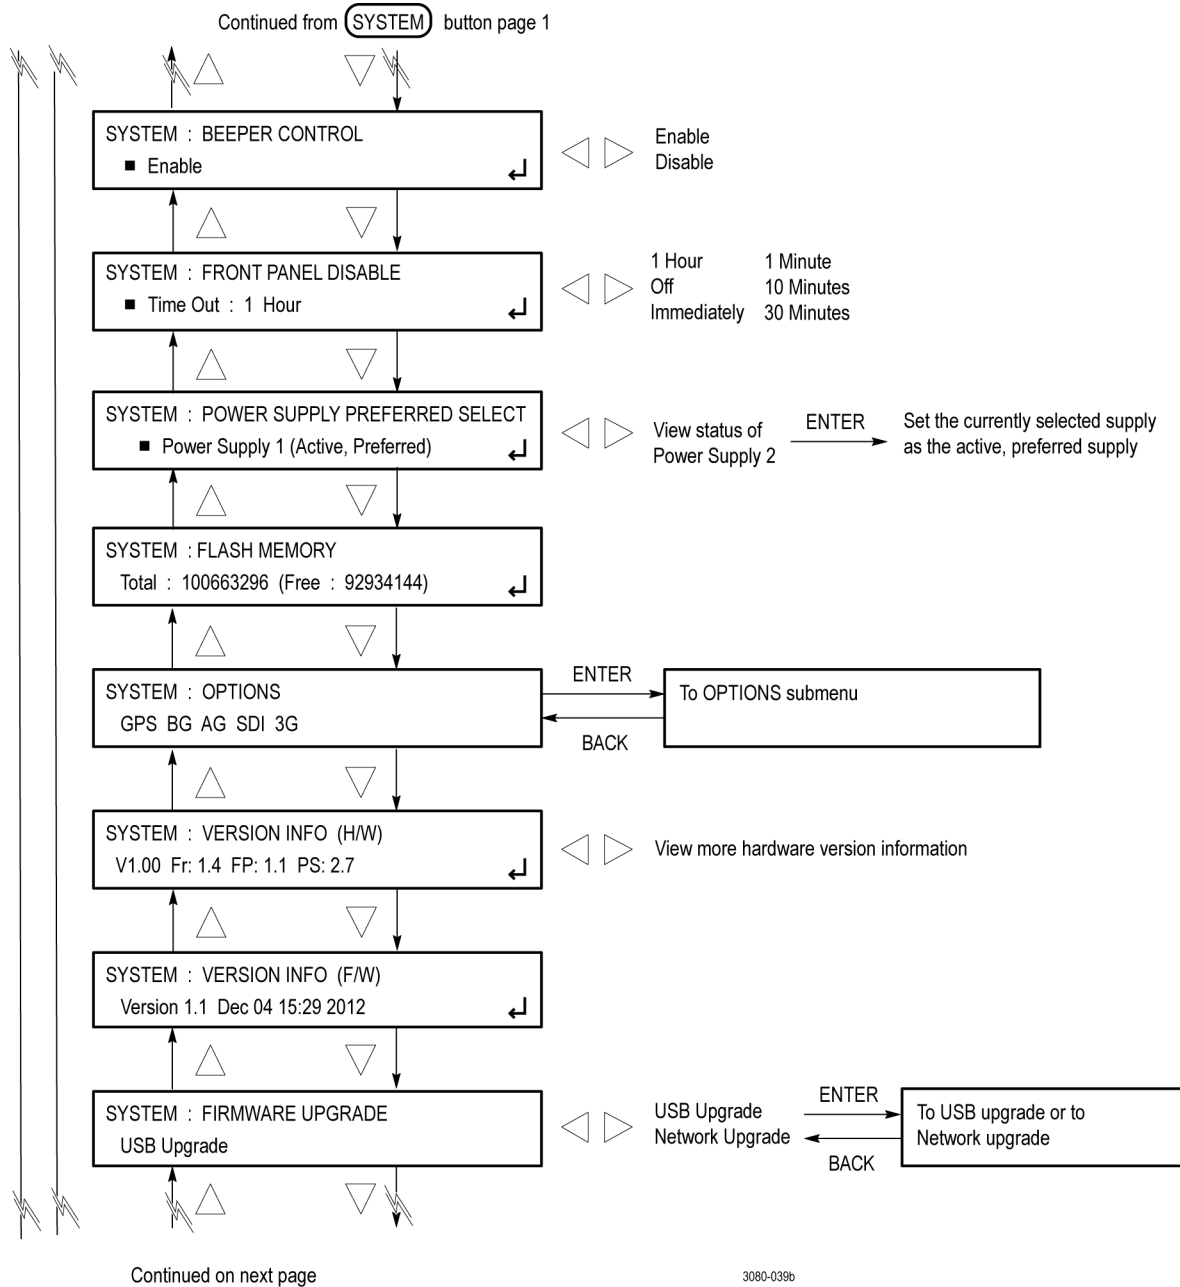 Continued from SYSTEM button page 1
SYSTEM : BEEPER CONTROL
■ Enable
Enable
Disable
SYSTEM : FRONT PANEL DISABLE
■ Time Out : 1 Hour
1 Hour 1 Minute
Off 10 Minutes
Immediately 30 Minutes
SYSTEM : POWER SUPPLY PREFERRED SELECT
■ Power Supply 1 (Active, Preferred)
View status of
Power Supply 2
ENTER
Set the currently selected supply
as the active, preferred supply
SYSTEM : FLASH MEMORY
Total : 100663296 (Free : 92934144)
SYSTEM : OPTIONS
GPS BG AG SDI 3G
ENTER
BACK
To OPTIONS submenu
SYSTEM : VERSION INFO (H/W)
V1.00 Fr: 1.4 FP: 1.1 PS: 2.7
View more hardware version information
SYSTEM : VERSION INFO (F/W)
Version 1.1 Dec 04 15:29 2012
SYSTEM : FIRMWARE UPGRADE
USB Upgrade
USB Upgrade
Network Upgrade
ENTER
BACK
To USB upgrade or to
Network upgrade
Continued on next page
3080-039b